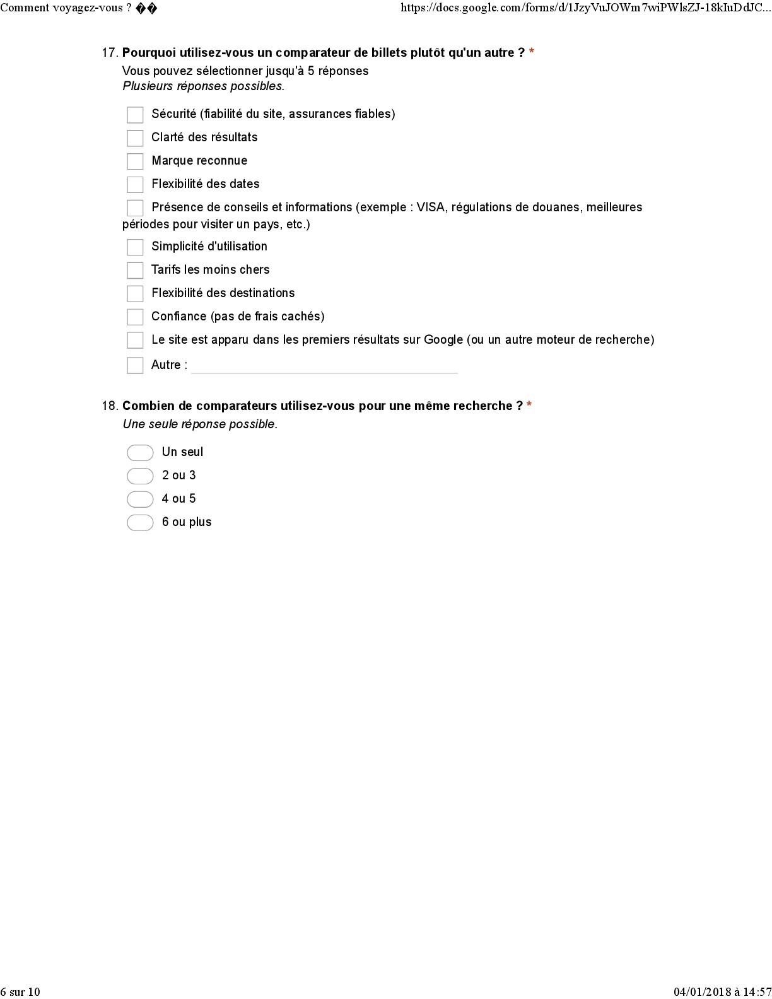 Comment voyagez-vous ? ��
https://docs.google.com/forms/d/1JzyVuJOWm7wiPWlsZJ-18kIuDdJC...
17. Pourquoi utilisez-vous un comparateur de billets plutôt qu'un autre ? *
Vous pouvez sélectionner jusqu'à 5 réponses
Plusieurs réponses possibles.
Sécurité (fiabilité du site, assurances fiables)
Clarté des résultats
Marque reconnue
Flexibilité des dates
Présence de conseils et informations (exemple : VISA, régulations de douanes, meilleures
périodes pour visiter un pays, etc.)
Simplicité d'utilisation
Tarifs les moins chers
Flexibilité des destinations
Confiance (pas de frais cachés)
Le site est apparu dans les premiers résultats sur Google (ou un autre moteur de recherche)
Autre :
18. Combien de comparateurs utilisez-vous pour une même recherche ? *
Une seule réponse possible.
Un seul
2 ou 3
4 ou 5
6 ou plus
6 sur 10
04/01/2018 à 14:57